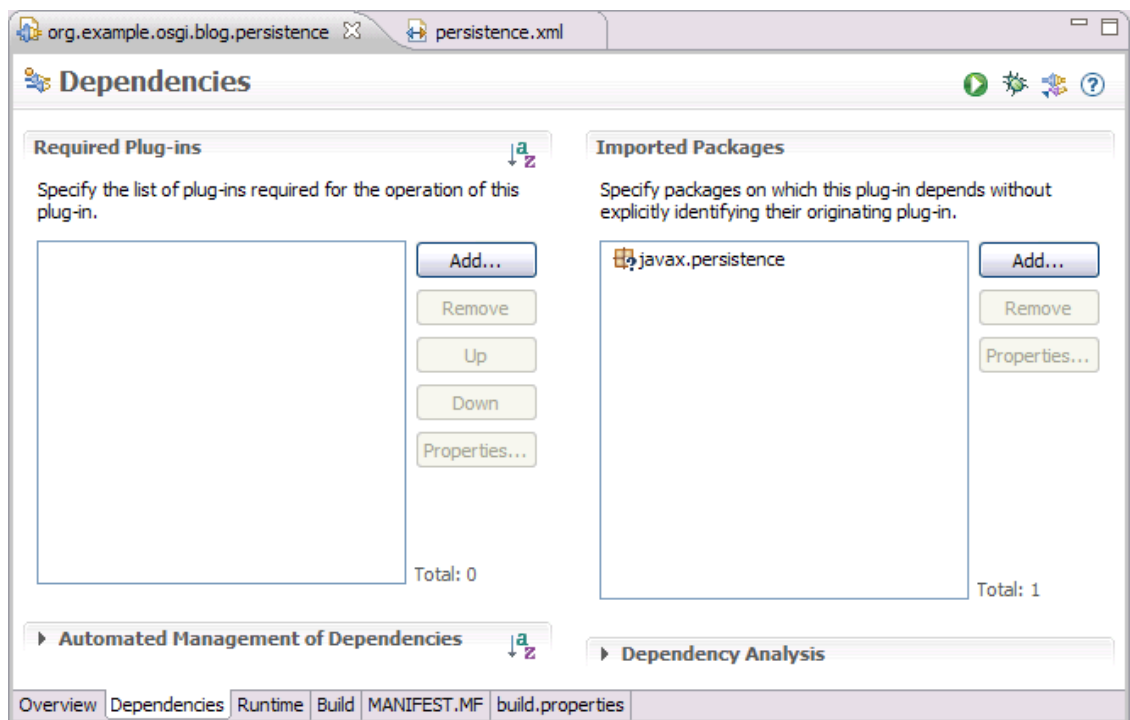 org.example.osgi.blog.persistence
persistence.xml
Dependencies
Required Plug-ins
Specify the list of plug-ins required for the operation of this
plug-in.
Add...
Remove
Up
Down
Properties...
Total: 0
Automated Management of Dependencies
Imported Packages
Specify packages on which this plug-in depends without
explicitly identifying their originating plug-in.
javax.persistence
Add...
Remove
Properties...
Total: 1
Dependency Analysis
Overview Dependencies Runtime Build MANIFEST.MF build.properties